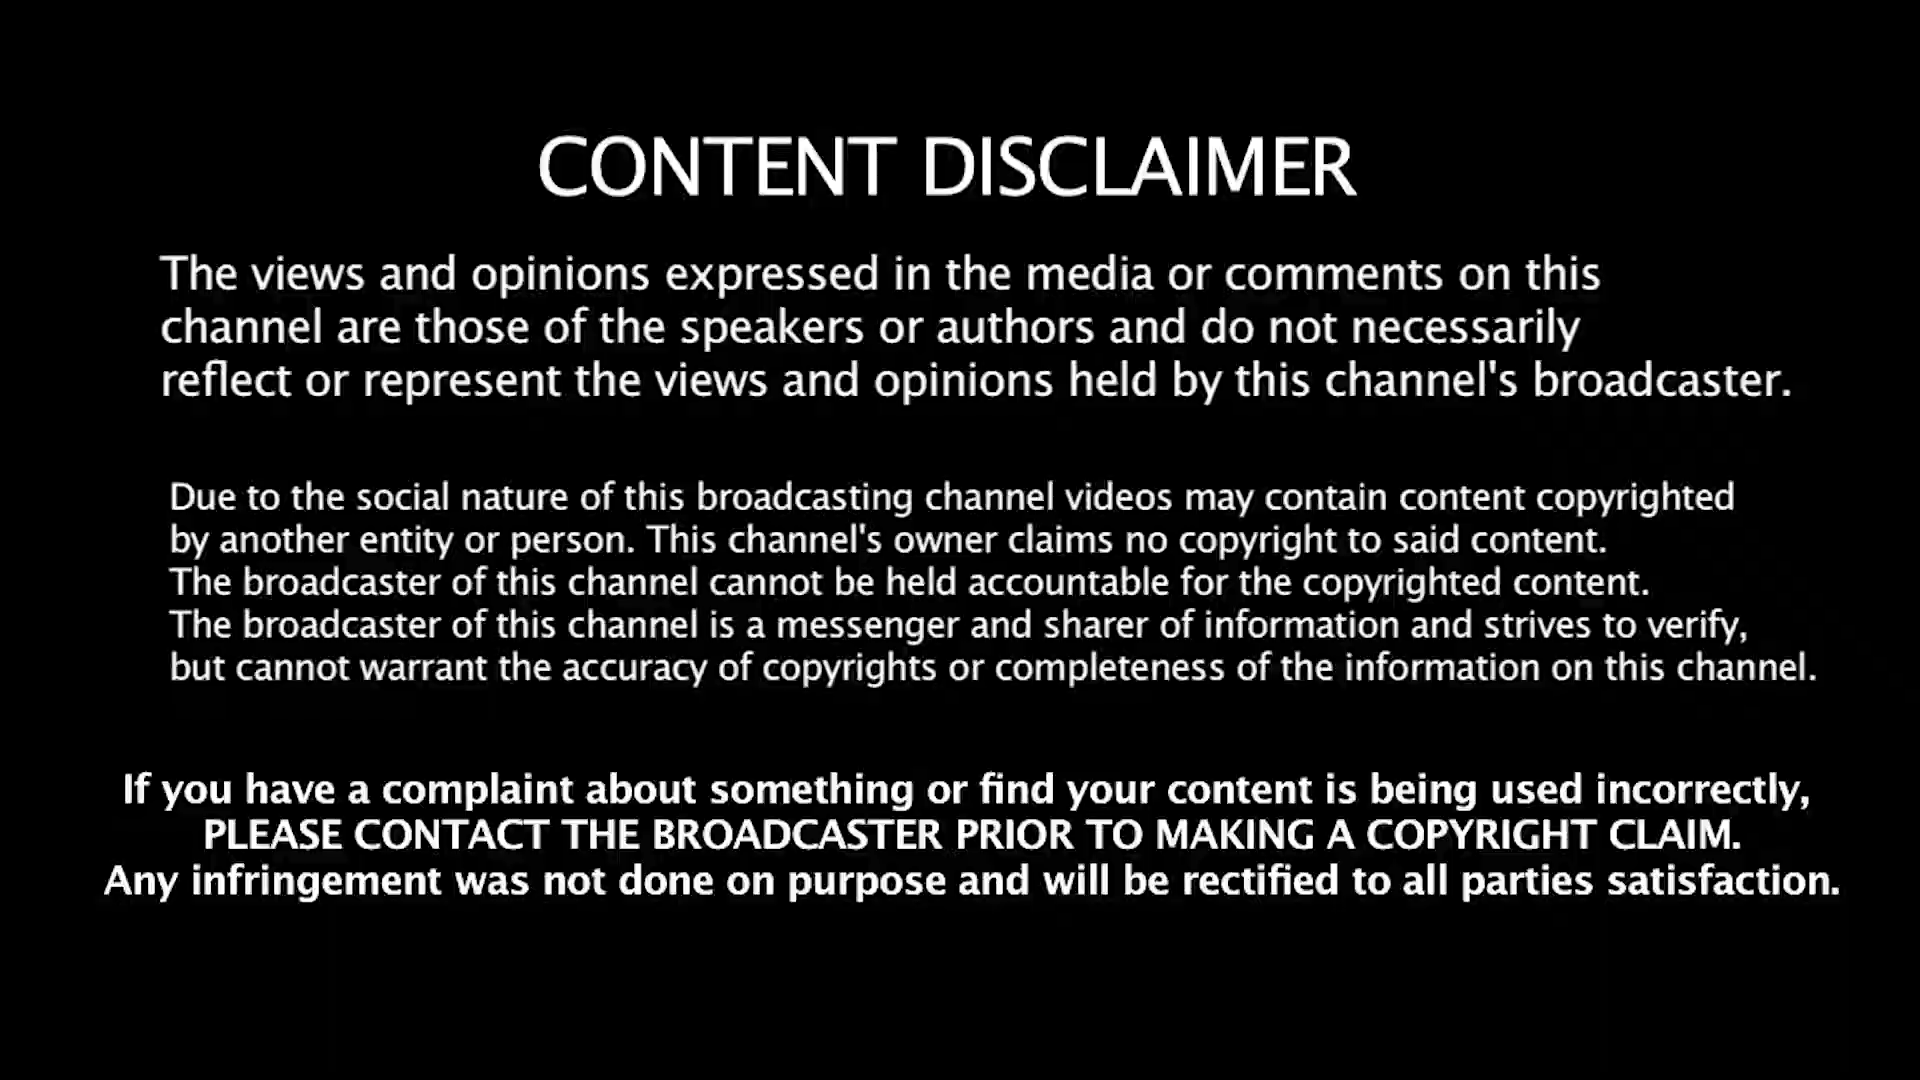 CONTENT DISCLAIMER
The views and opinions expressed in the media or comments on this
channel are those of the speakers or authors and do not necessarily
reflect or represent the views and opinions held by this channel's broadcaster.
Due to the social nature of this broadcasting channel videos may contain content copyrighted
by another entity or person. This channel's owner claims no copyright to said content.
The broadcaster of this channel cannot be held accountable for the copyrighted content.
The broadcaster of this channel is a messenger and sharer of information and strives to verify,
but cannot warrant the accuracy of copyrights or completeness of the information on this channel.
If you have a complaint about something or find your content is being used incorrectly,
PLEASE CONTACT THE BROADCASTER PRIOR TO MAKING A COPYRIGHT CLAIM.
Any infringement was not done on purpose and will be rectified to all parties satisfaction.